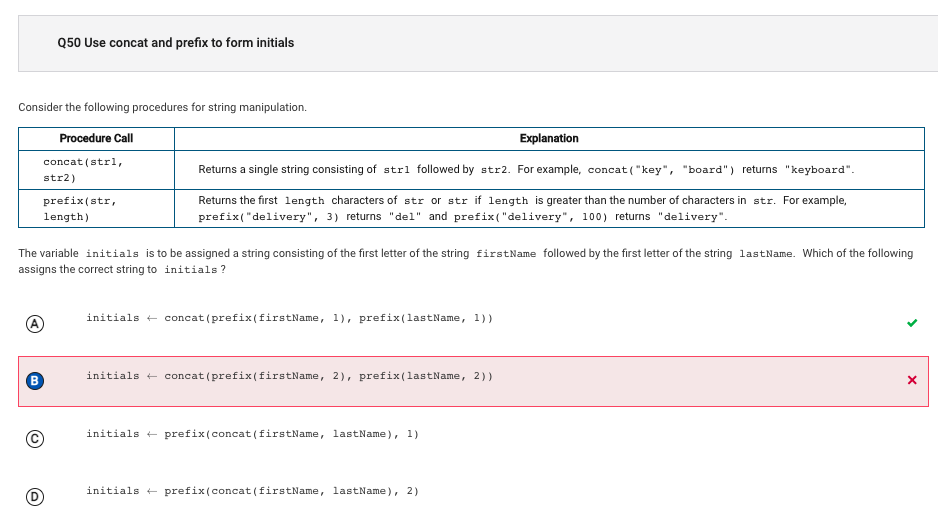 Q50 Use concat and prefix to form initials
Consider the following procedures for string manipulation.
Procedure Call
Explanation
concat(str1,
str2)
Returns a single string consisting of str1 followed by str2. For example, concat("key", "board") returns "keyboard".
prefix(str,
length)
Returns the first length characters of str or str if length is greater than the number of characters in str. For example,
prefix("delivery", 3) returns "del" and prefix("delivery", 100) returns "delivery".
The variable initials is to be assigned a string consisting of the first letter of the string firstName followed by the first letter of the string lastName. Which of the following
assigns the correct string to initials ?
A initials ← concat(prefix(firstName, 1), prefix(lastName, 1))
B initials ← concat(prefix(firstName, 2), prefix(lastName, 2))
C initials ← prefix(concat(firstName, lastName), 1)
D initials ← prefix(concat(firstName, lastName), 2)